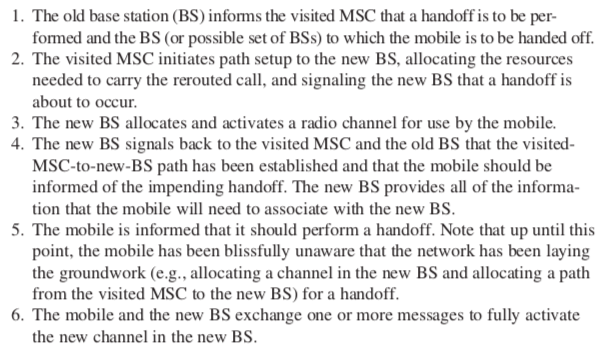 1. The old base station (BS) informs the visited MSC that a handoff is to be per-
formed and the BS (or possible set of BSs) to which the mobile is to be handed off.
2. The visited MSC initiates path setup to the new BS, allocating the resources
needed to carry the rerouted call, and signaling the new BS that a handoff is
about to occur.
3. The new BS allocates and activates a radio channel for use by the mobile.
4. The new BS signals back to the visited MSC and the old BS that the visited-
MSC-to-new-BS path has been established and that the mobile should be
informed of the impending handoff. The new BS provides all of the informa-
tion that the mobile will need to associate with the new BS.
5. The mobile is informed that it should perform a handoff. Note that up until this
point, the mobile has been blissfully unaware that the network has been laying
the groundwork (e.g., allocating a channel in the new BS and allocating a path
from the visited MSC to the new BS) for a handoff.
6. The mobile and the new BS exchange one or more messages to fully activate
the new channel in the new BS.